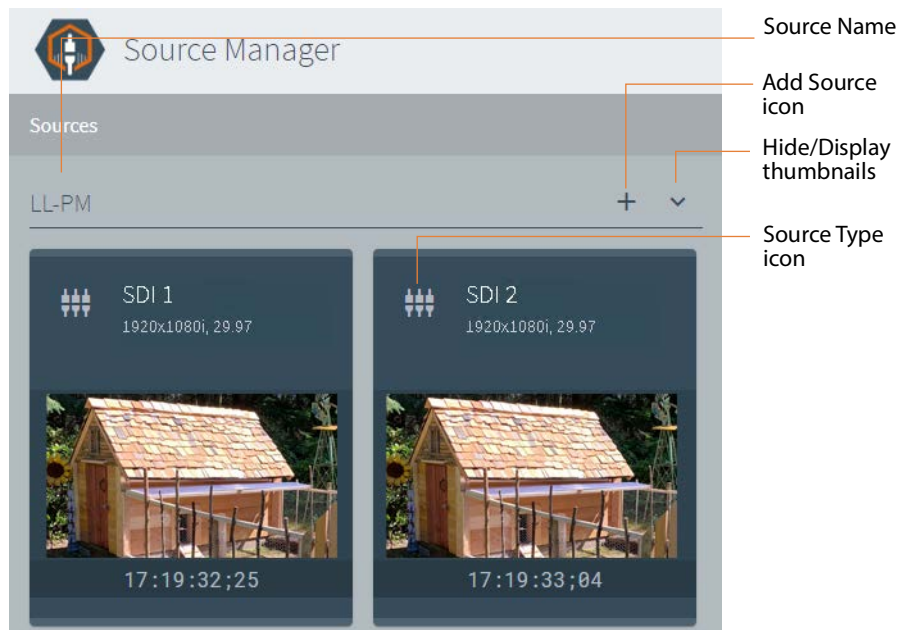 Source Manager
Source Name
Add Source
icon
Sources
Hide/Display
thumbnails
LL-PM
Source Type
icon
SDI 1
1920x1080i, 29.97
SDI 2
1920x1080i, 29.97
17:19:32;25
17:19:33;04